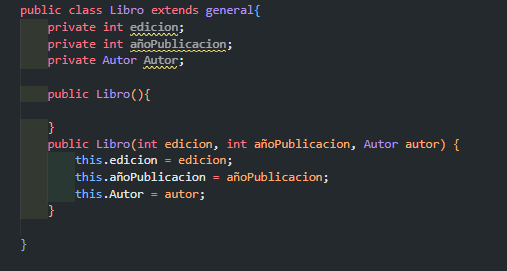 public class Libro extends general{
private int edicion;
private int añoPublicacion;
private Autor Autor;
public Libro(){
}
public Libro(int edicion, int añoPublicacion, Autor autor) {
this.edicion = edicion;
this.añoPublicacion = añoPublicacion;
this.Autor = autor;
}
}